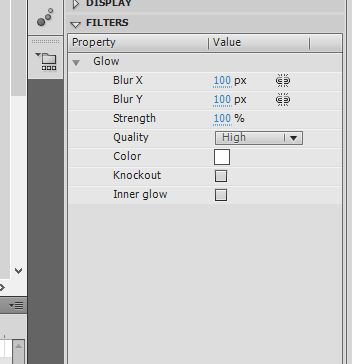 DISPLAY
FILTERS
Property Value
Glow
Blur X 100 px
Blur Y 100 px
Strength 100 %
Quality High
Color
Knockout
Inner glow